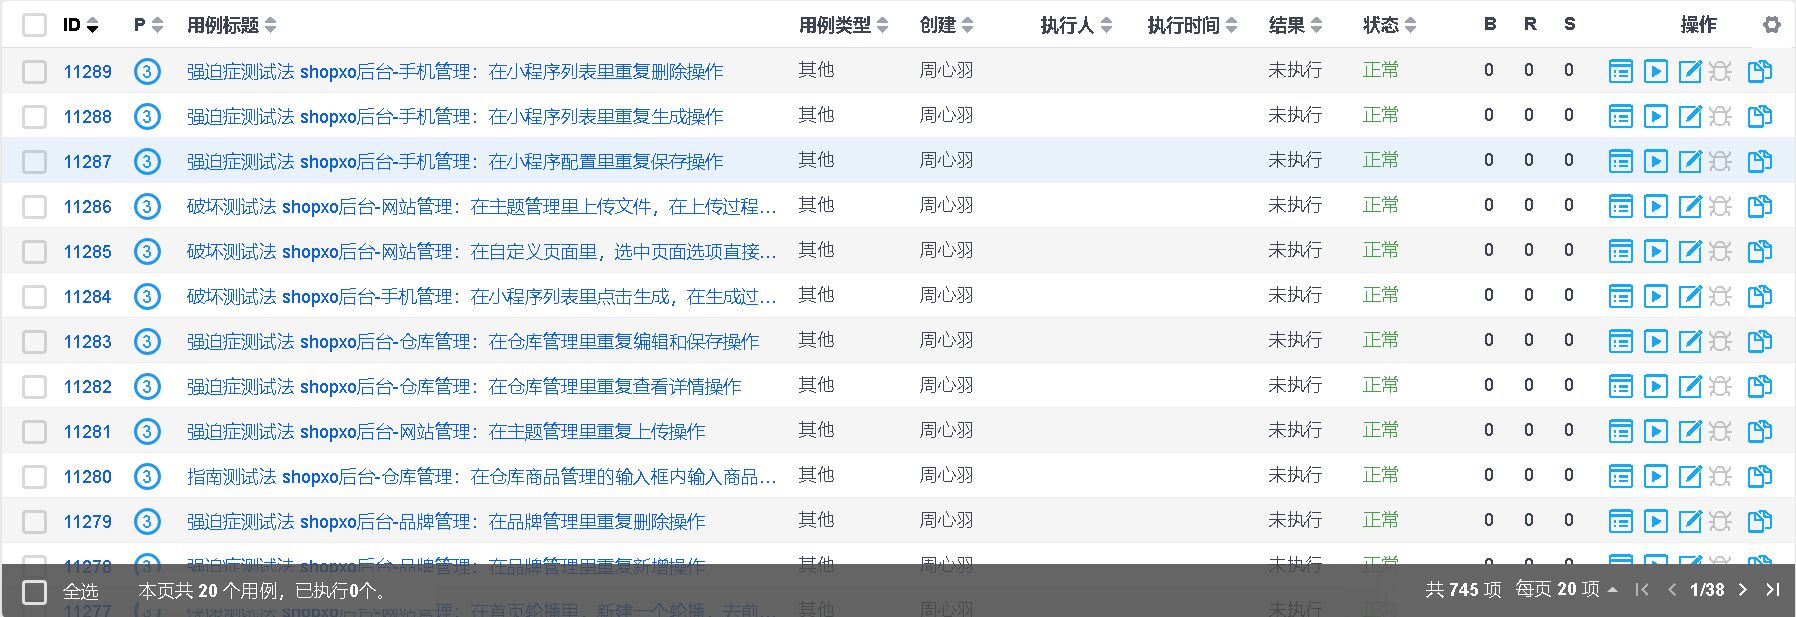 ID P 用例标题 用例类型 创建 执行人 执行时间 结果 状态 B R S 操作
11289 3 强迫症测试法 shopxo后台-手机管理：在小程序列表里重复删除操作 其他 周心羽 未执行 正常 0 0 0
11288 3 强迫症测试法 shopxo后台-手机管理：在小程序列表里重复生成操作 其他 周心羽 未执行 正常 0 0 0
11287 3 强迫症测试法 shopxo后台-手机管理：在小程序配置里重复保存操作 其他 周心羽 未执行 正常 0 0 0
11286 3 破坏测试法 shopxo后台-网站管理：在主题管理里上传文件，在上传过程... 其他 周心羽 未执行 正常 0 0 0
11285 3 破坏测试法 shopxo后台-网站管理：在自定义页面里，选中页面选项直接... 其他 周心羽 未执行 正常 0 0 0
11284 3 破坏测试法 shopxo后台-手机管理：在小程序列表里点击生成，在生成过... 其他 周心羽 未执行 正常 0 0 0
11283 3 强迫症测试法 shopxo后台-仓库管理：在仓库管理里重复编辑和保存操作 其他 周心羽 未执行 正常 0 0 0
11282 3 强迫症测试法 shopxo后台-仓库管理：在仓库管理里重复查看详情操作 其他 周心羽 未执行 正常 0 0 0
11281 3 强迫症测试法 shopxo后台-网站管理：在主题管理里重复上传操作 其他 周心羽 未执行 正常 0 0 0
11280 3 指南测试法 shopxo后台-仓库管理：在仓库商品管理的输入框内输入商品... 其他 周心羽 未执行 正常 0 0 0
11279 3 强迫症测试法 shopxo后台-品牌管理：在品牌管理里重复删除操作 其他 周心羽 未执行 正常 0 0 0
11278 3 强迫症测试法 shopxo后台-品牌管理：在品牌管理里重复新增操作 其他 周心羽 未执行 正常 0 0 0
全选 本页共 20 个用例，已执行0个。 共 745 项 每页 20 项 1/38
11277 shopxo后台-网站管理：在首页轮播里，新建一个轮播，去前 其他 周心羽 未执行 正常 0 0 0